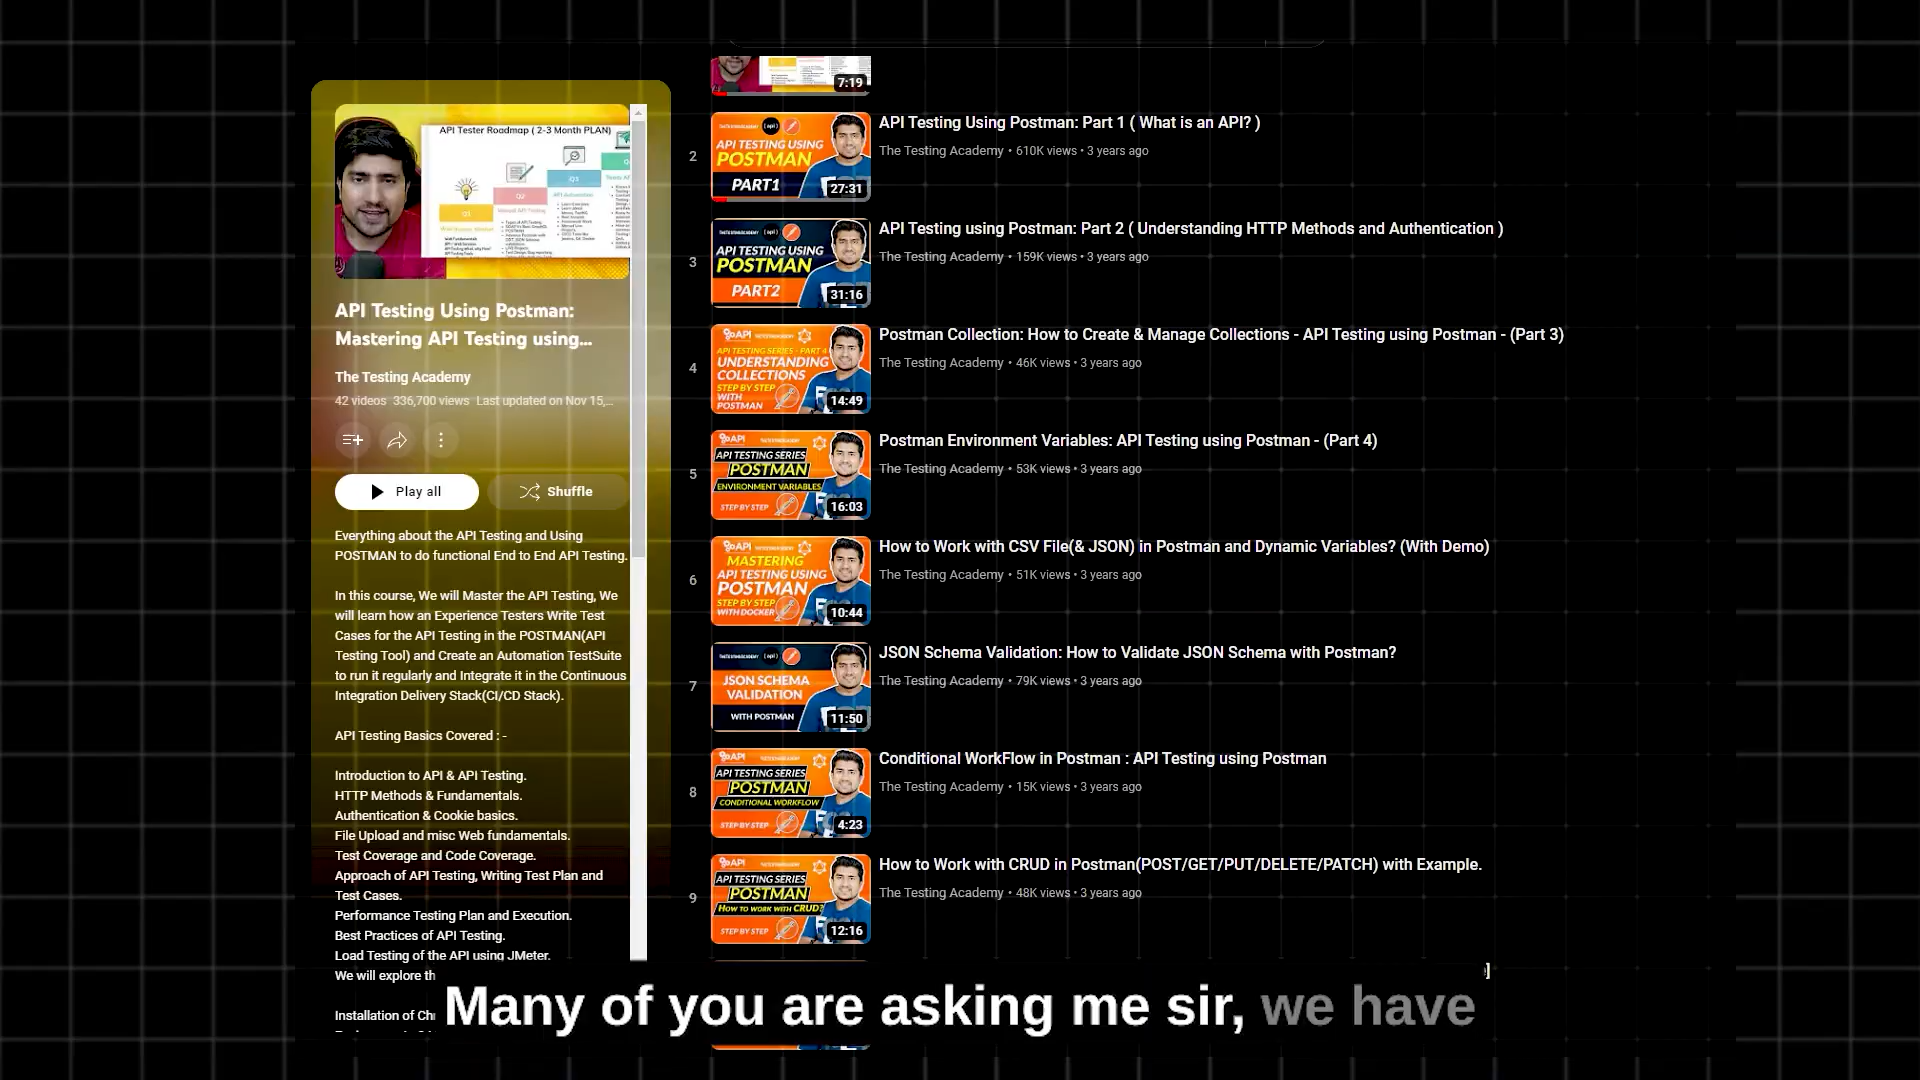 API Tester Roadmap ( 2-3 Month PLAN)
API Testing Using Postman:
Mastering API Testing using...
The Testing Academy
42 videos 336,700 views Last updated on Nov 15,...
Play all
Shuffle
Everything about the API Testing and Using
POSTMAN to do functional End to End API Testing.
In this course, We will Master the API Testing, We
will learn how an Experience Testers Write Test
Cases for the API Testing in the POSTMAN(API
Testing Tool) and Create an Automation TestSuite
to run it regularly and Integrate it in the Continuous
Integration Delivery Stack(CI/CD Stack).
API Testing Basics Covered : -
Introduction to API & API Testing.
HTTP Methods & Fundamentals.
Authentication & Cookie basics.
File Upload and misc Web fundamentals.
Test Coverage and Code Coverage.
Approach of API Testing, Writing Test Plan and
Test Cases.
Performance Testing Plan and Execution.
Best Practices of API Testing.
Load Testing of the API using JMeter.
We will explore th
Installation of Ch
7:19
2
API TESTING USING
POSTMAN
PART1
27:31
API Testing Using Postman: Part 1 ( What is an API? )
The Testing Academy • 610K views • 3 years ago
3
API TESTING USING
POSTMAN
PART2
31:16
API Testing using Postman: Part 2 ( Understanding HTTP Methods and Authentication )
The Testing Academy • 159K views • 3 years ago
4
API
API TESTING SERIES - PART 4
UNDERSTANDING
COLLECTIONS
STEP BY STEP
WITH
POSTMAN
14:49
Postman Collection: How to Create & Manage Collections - API Testing using Postman - (Part 3)
The Testing Academy • 46K views • 3 years ago
5
API
API TESTING SERIES
POSTMAN
ENVIRONMENT VARIABLES
STEP BY STEP
16:03
Postman Environment Variables: API Testing using Postman - (Part 4)
The Testing Academy • 53K views • 3 years ago
6
API
MASTERING
API TESTING USING
POSTMAN
STEP BY STEP
WITH DOCKER
10:44
How to Work with CSV File(& JSON) in Postman and Dynamic Variables? (With Demo)
The Testing Academy • 51K views • 3 years ago
7
JSON SCHEMA
VALIDATION
WITH POSTMAN
11:50
JSON Schema Validation: How to Validate JSON Schema with Postman?
The Testing Academy • 79K views • 3 years ago
8
API
API TESTING SERIES
POSTMAN
CONDITIONAL WORKFLOW
STEP BY STEP
4:23
Conditional WorkFlow in Postman : API Testing using Postman
The Testing Academy • 15K views • 3 years ago
9
API
API TESTING SERIES
POSTMAN
HOW TO WORK WITH CRUD?
STEP BY STEP
12:16
How to Work with CRUD in Postman(POST/GET/PUT/DELETE/PATCH) with Example.
The Testing Academy • 48K views • 3 years ago
Many of you are asking me sir, we have